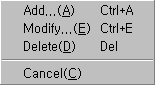 Add,,,(A) Ctrl+A
Modify,,,(E) Ctrl+E
Delete(D) Del
Cancel(C)